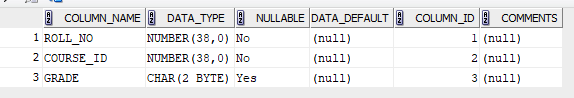 COLUMN_NAME DATA_TYPE NULLABLE DATA_DEFAULT COLUMN_ID COMMENTS
1 ROLL_NO NUMBER(38,0) No (null) 1 (null)
2 COURSE_ID NUMBER(38,0) No (null) 2 (null)
3 GRADE CHAR(2 BYTE) Yes (null) 3 (null)